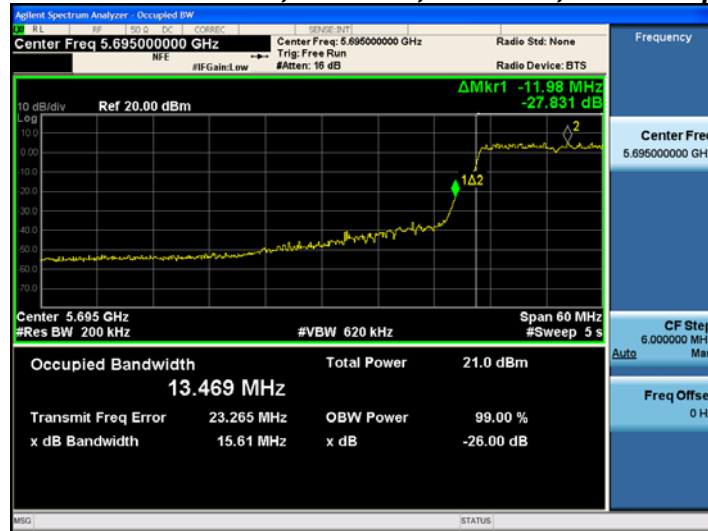 Agilent Spectrum Analyzer - Occupied BW
RL RF 50 Ω DC CORREC SENSE:INT
Center Freq 5.695000000 GHz
NFE
#IFGain:Low
Center Freq: 5.695000000 GHz
Trig: Free Run
#Atten: 16 dB
Radio Std: None
Radio Device: BTS
ΔMkr1 -11.98 MHz
-27.831 dB
10 dB/div Ref 20.00 dBm
Log
10.0
0.00
-10.0
-20.0
-30.0
-40.0
-50.0
-60.0
-70.0
2
1Δ2
Center 5.695 GHz Span 60 MHz
#Res BW 200 kHz #VBW 620 kHz #Sweep 5 s
Occupied Bandwidth Total Power 21.0 dBm
13.469 MHz
Transmit Freq Error 23.265 MHz OBW Power 99.00 %
x dB Bandwidth 15.61 MHz x dB -26.00 dB
MSG STATUS
Frequency
Center Fre
5.695000000 GH
CF Step
6.000000 MH
Auto Ma
Freq Offse
0 H